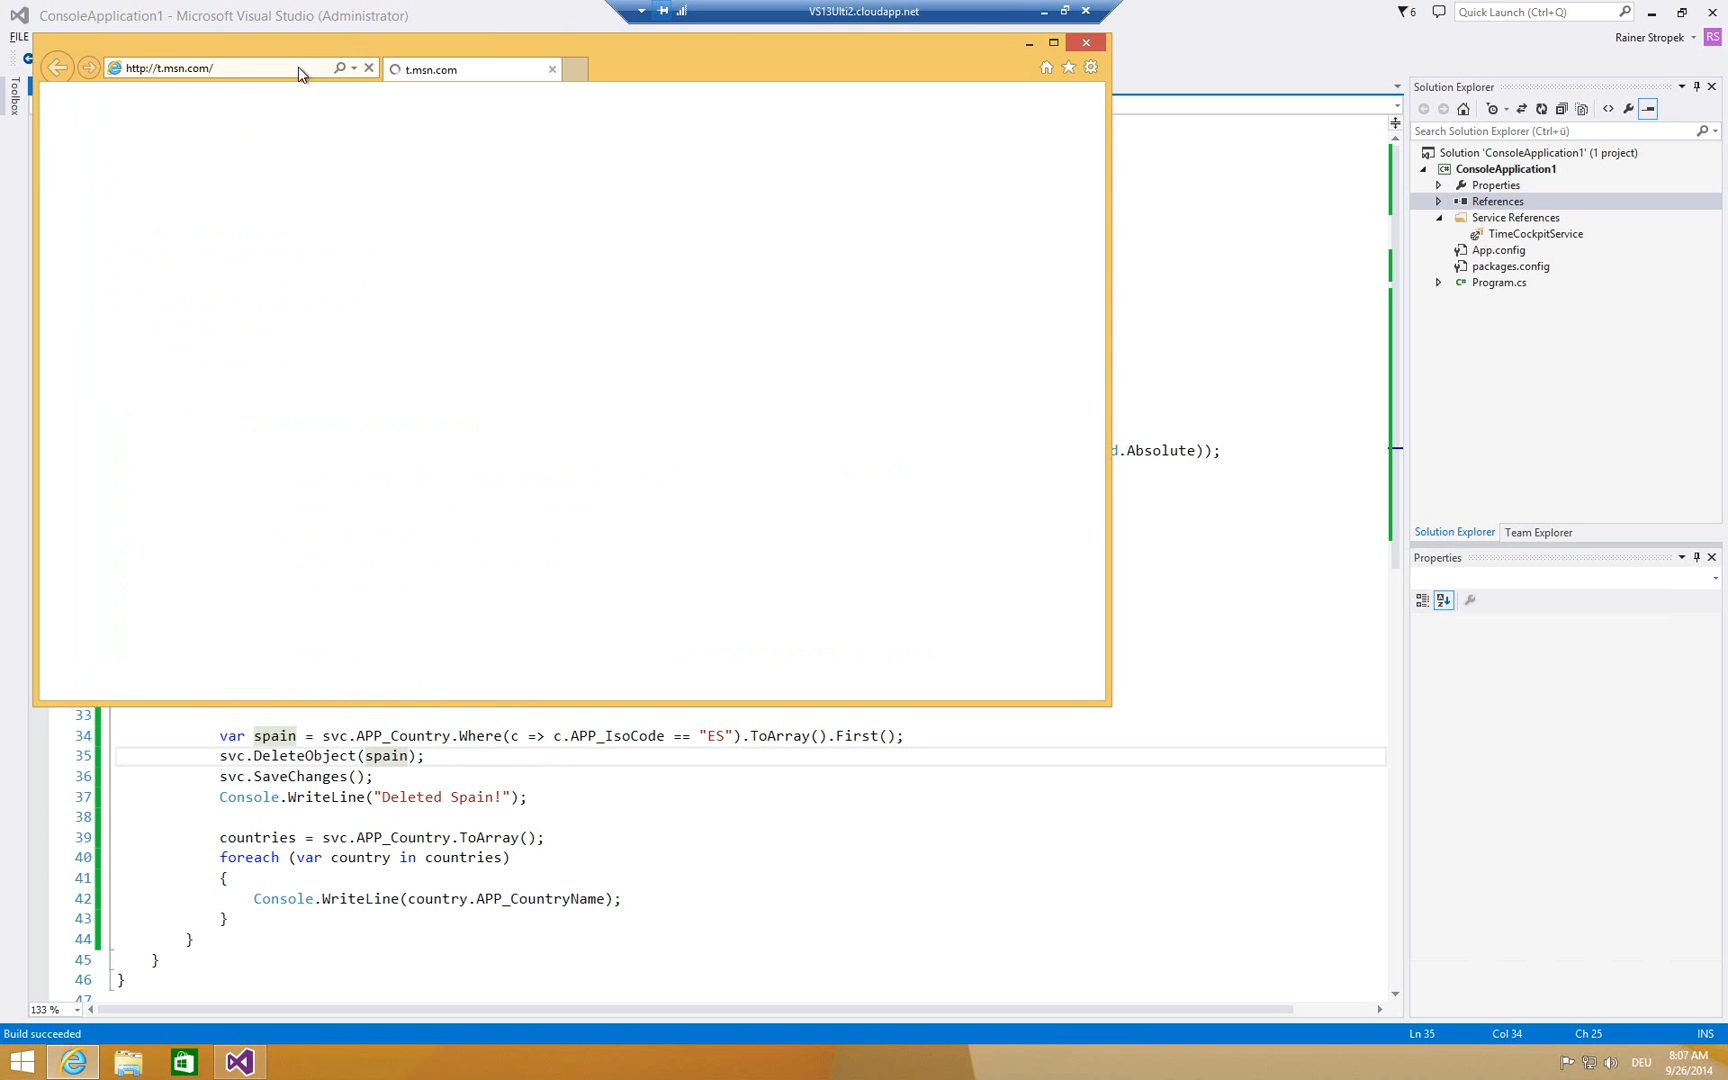 ConsoleApplication1 - Microsoft Visual Studio (Administrator)
VS13Ulti2.cloudapp.net
6
Quick Launch (Ctrl+Q)
FILE
Rainer Stropek
RS
http://t.msn.com/
t.msn.com
Toolbox
Solution Explorer
Search Solution Explorer (Ctrl+ü)
Solution 'ConsoleApplication1' (1 project)
ConsoleApplication1
Properties
References
Service References
TimeCockpitService
App.config
packages.config
Program.cs
d.Absolute));
Solution Explorer
Team Explorer
Properties
33
34 var spain = svc.APP_Country.Where(c => c.APP_IsoCode == "ES").ToArray().First();
35 svc.DeleteObject(spain);
36 svc.SaveChanges();
37 Console.WriteLine("Deleted Spain!");
38
39 countries = svc.APP_Country.ToArray();
40 foreach (var country in countries)
41 {
42 Console.WriteLine(country.APP_CountryName);
43 }
44 }
45 }
46 }
47
133 %
Build succeeded
Ln 35
Col 34
Ch 25
INS
DEU
8:07 AM
9/26/2014